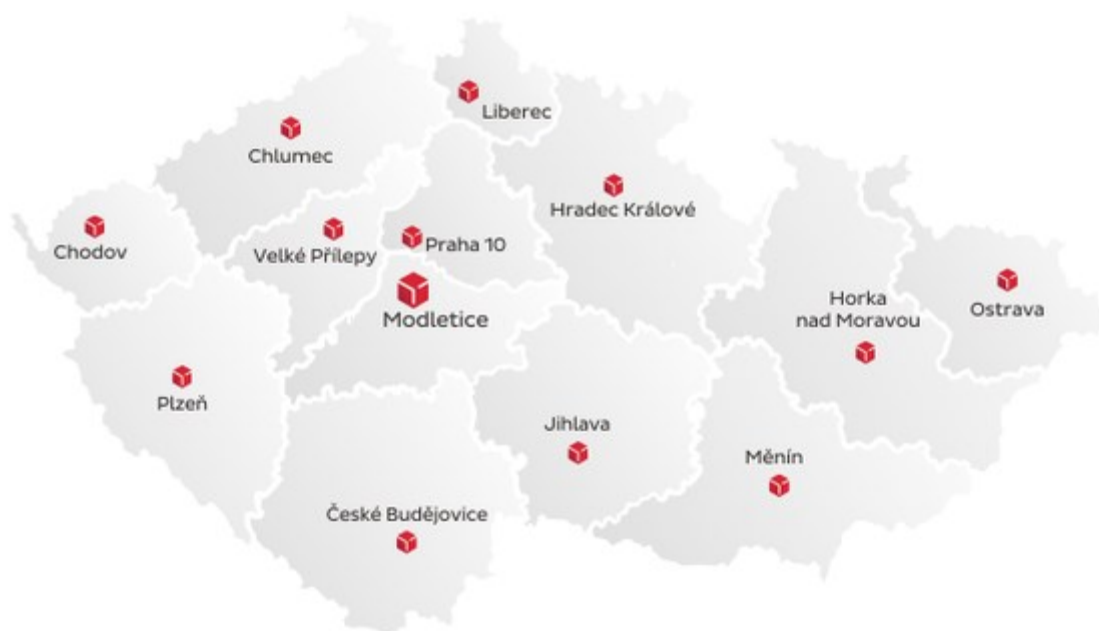 Liberec
Chlumec
Hradec Králové
Chodov
Velké Přílepy
Praha 10
Modletice
Horka
nad Moravou
Ostrava
Plzeň
Jihlava
Měnín
České Budějovice